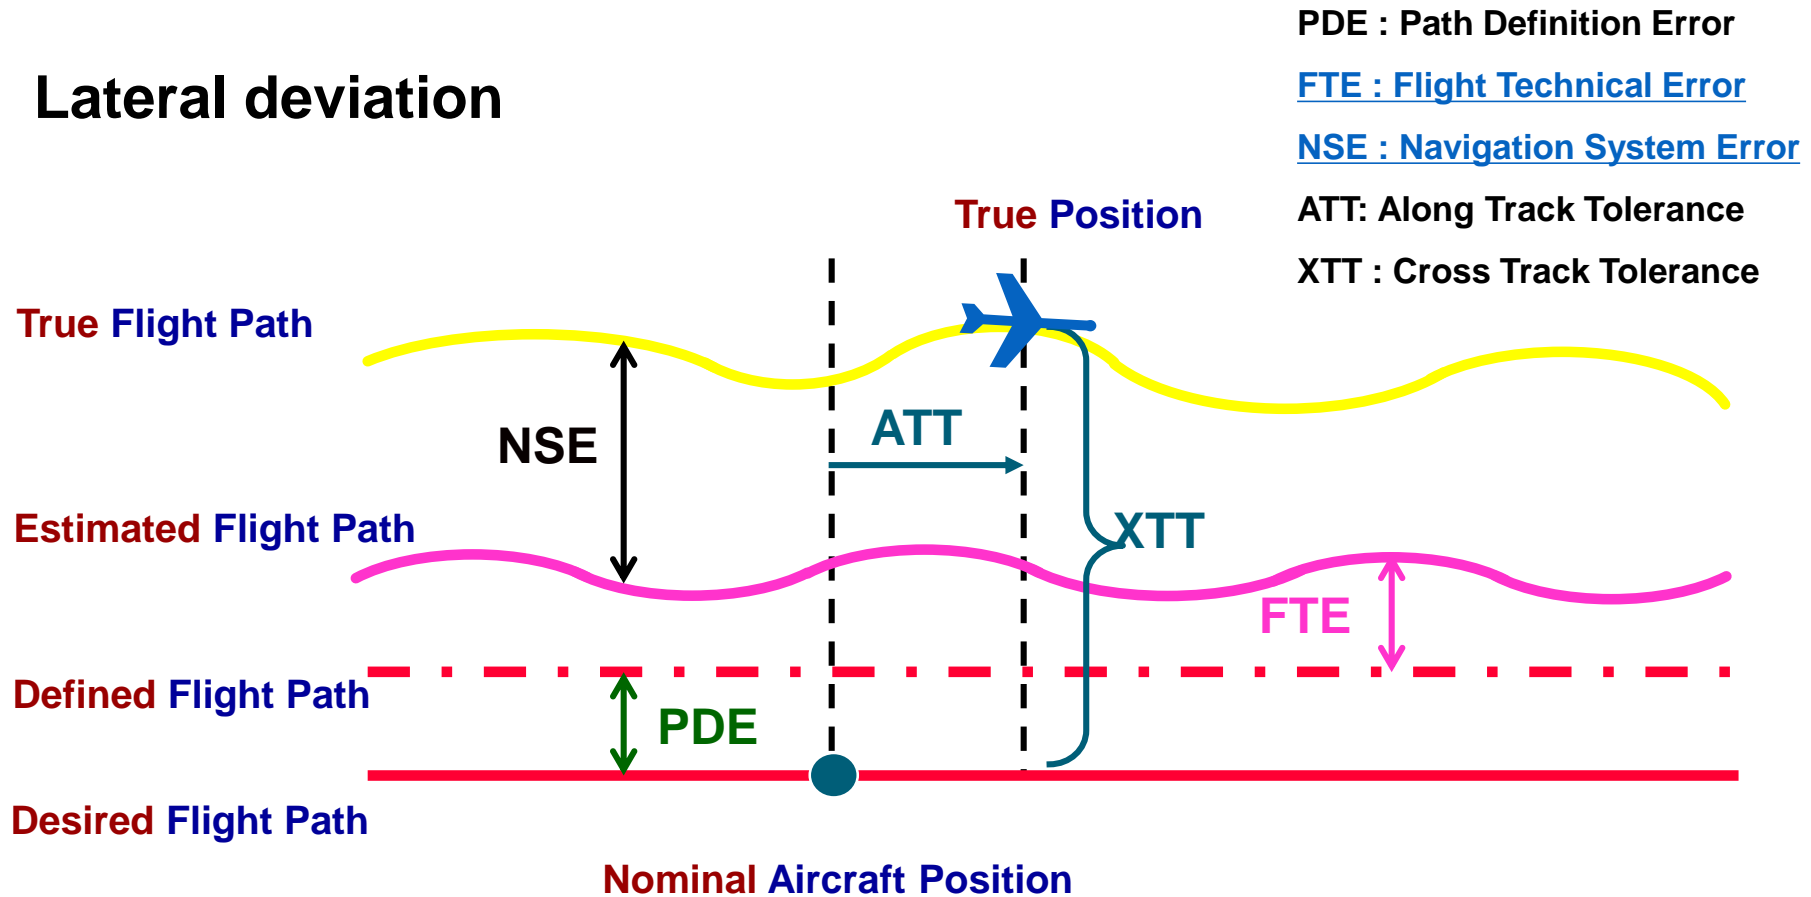 PDE : Path Definition Error
Lateral deviation
FTE : Flight Technical Error
NSE : Navigation System Error
ATT: Along Track Tolerance
XTT : Cross Track Tolerance
True Position
True Flight Path
ATT
NSE
Estimated Flight Path
XTT
FTE
Defined Flight Path
PDE
Desired Flight Path
Nominal Aircraft Position